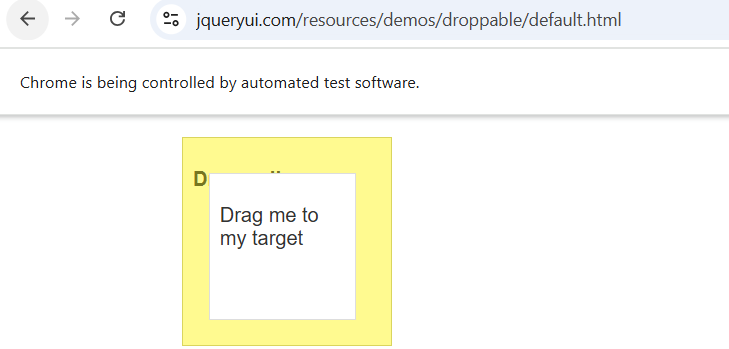 jqueryui.com/resources/demos/droppable/default.html
Chrome is being controlled by automated test software.
D
Drag me to
my target